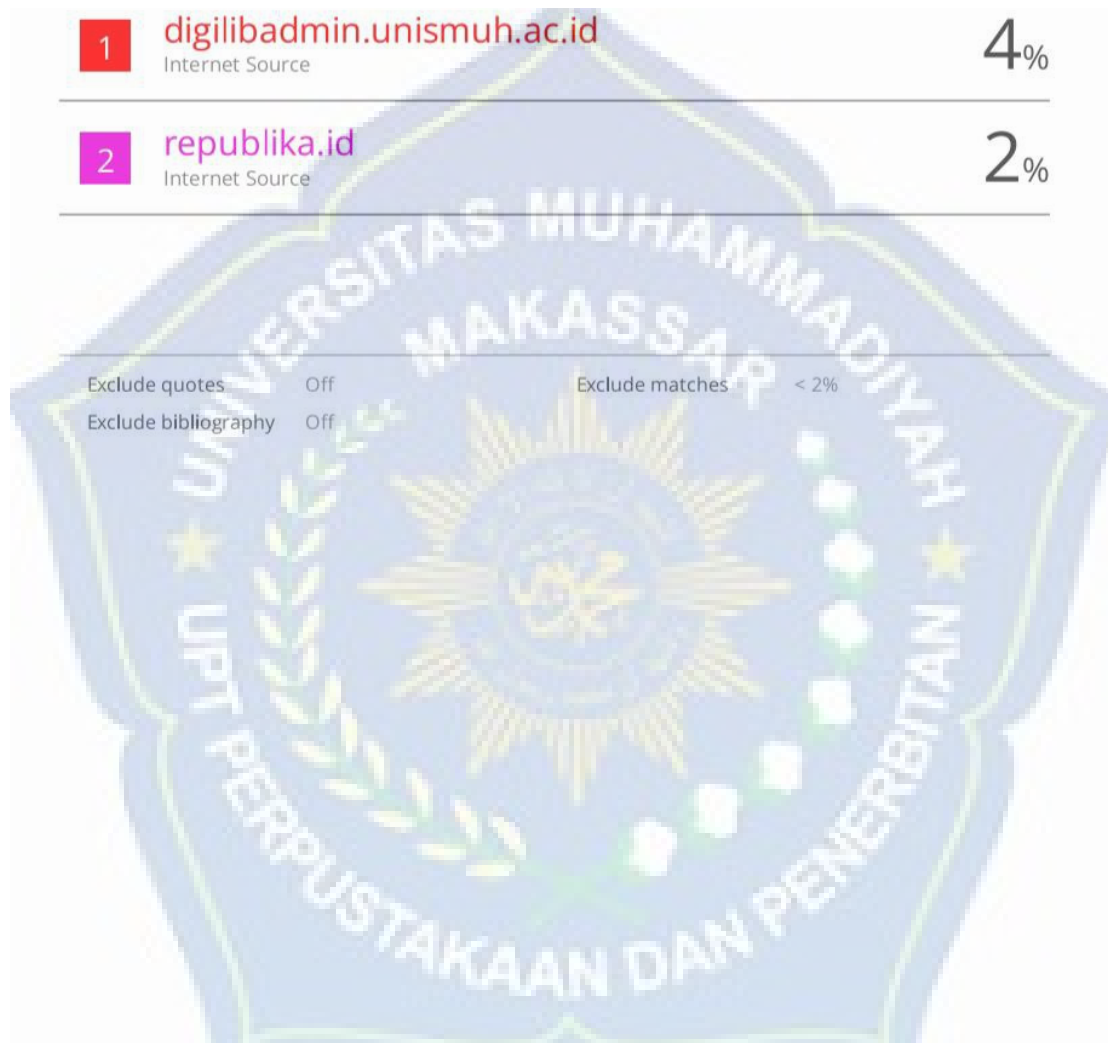 1 digilibadmin.unismuh.ac.id 4%
Internet Source
2 republika.id 2%
Internet Source
UNIVERSITAS MUHAMMADIYAH
MAKASSAR
Exclude quotes Off Exclude matches < 2%
Exclude bibliography Off
UPT PERPUSTAKAAN DAN PENERBITAN